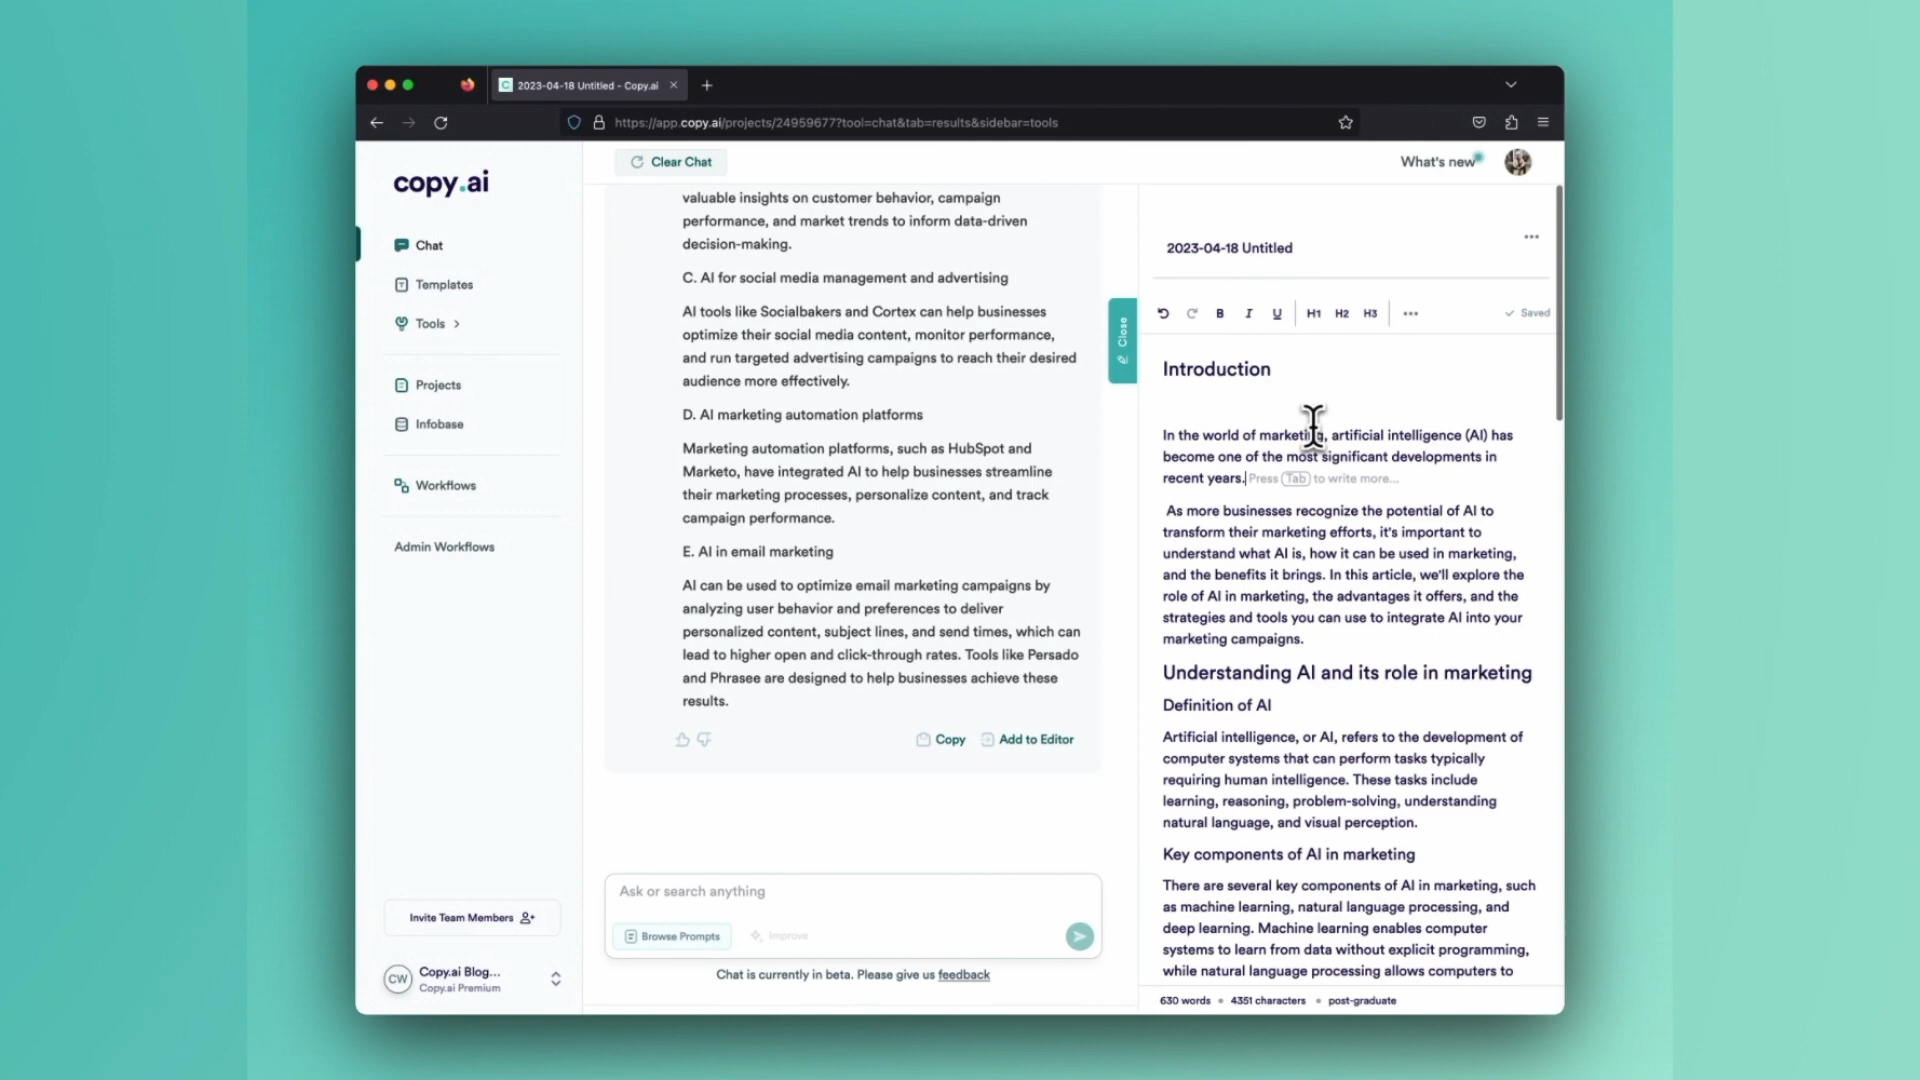 2023-04-18 Untitled - Copy.ai
https://app.copy.ai/projects/24959677?tool=chat&tab=results&sidebar=tools
copy.ai
Chat
Templates
Tools
Projects
Infobase
Workflows
Admin Workflows
Invite Team Members
CW
Copy.ai Blog...
Copy.ai Premium
Clear Chat
What's new
valuable insights on customer behavior, campaign
performance, and market trends to inform data-driven
decision-making.
C. AI for social media management and advertising
AI tools like Socialbakers and Cortex can help businesses
optimize their social media content, monitor performance,
and run targeted advertising campaigns to reach their desired
audience more effectively.
D. AI marketing automation platforms
Marketing automation platforms, such as HubSpot and
Marketo, have integrated AI to help businesses streamline
their marketing processes, personalize content, and track
campaign performance.
E. AI in email marketing
AI can be used to optimize email marketing campaigns by
analyzing user behavior and preferences to deliver
personalized content, subject lines, and send times, which can
lead to higher open and click-through rates. Tools like Persado
and Phrasee are designed to help businesses achieve these
results.
Copy
Add to Editor
Ask or search anything
Browse Prompts
Improve
Chat is currently in beta. Please give us feedback
Close
2023-04-18 Untitled
B I U H1 H2 H3
Saved
Introduction
In the world of marketing, artificial intelligence (AI) has
become one of the most significant developments in
recent years. Press Tab to write more...
As more businesses recognize the potential of AI to
transform their marketing efforts, it's important to
understand what AI is, how it can be used in marketing,
and the benefits it brings. In this article, we'll explore the
role of AI in marketing, the advantages it offers, and the
strategies and tools you can use to integrate AI into your
marketing campaigns.
Understanding AI and its role in marketing
Definition of AI
Artificial intelligence, or AI, refers to the development of
computer systems that can perform tasks typically
requiring human intelligence. These tasks include
learning, reasoning, problem-solving, understanding
natural language, and visual perception.
Key components of AI in marketing
There are several key components of AI in marketing, such
as machine learning, natural language processing, and
deep learning. Machine learning enables computer
systems to learn from data without explicit programming,
while natural language processing allows computers to
630 words • 4351 characters • post-graduate